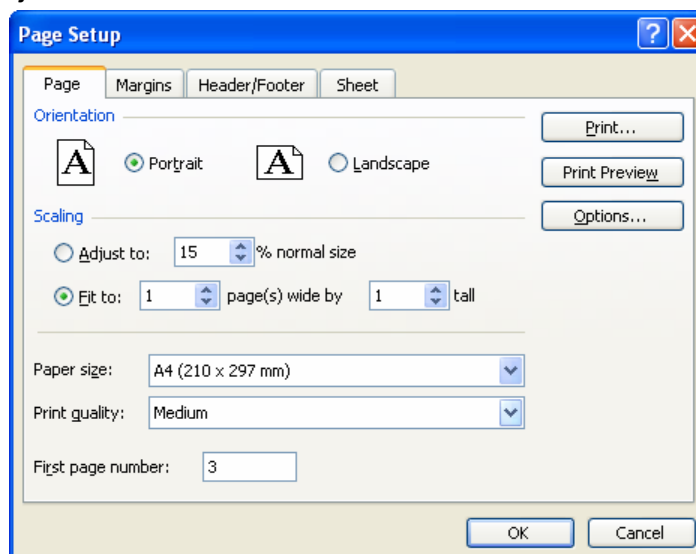 Page Setup
Page Margins Header/Footer Sheet
Orientation
Print...
A Portrait A Landscape
Print Preview
Scaling
Options...
Adjust to: 15 % normal size
Fit to: 1 page(s) wide by 1 tall
Paper size: A4 (210 x 297 mm)
Print quality: Medium
First page number: 3
OK Cancel